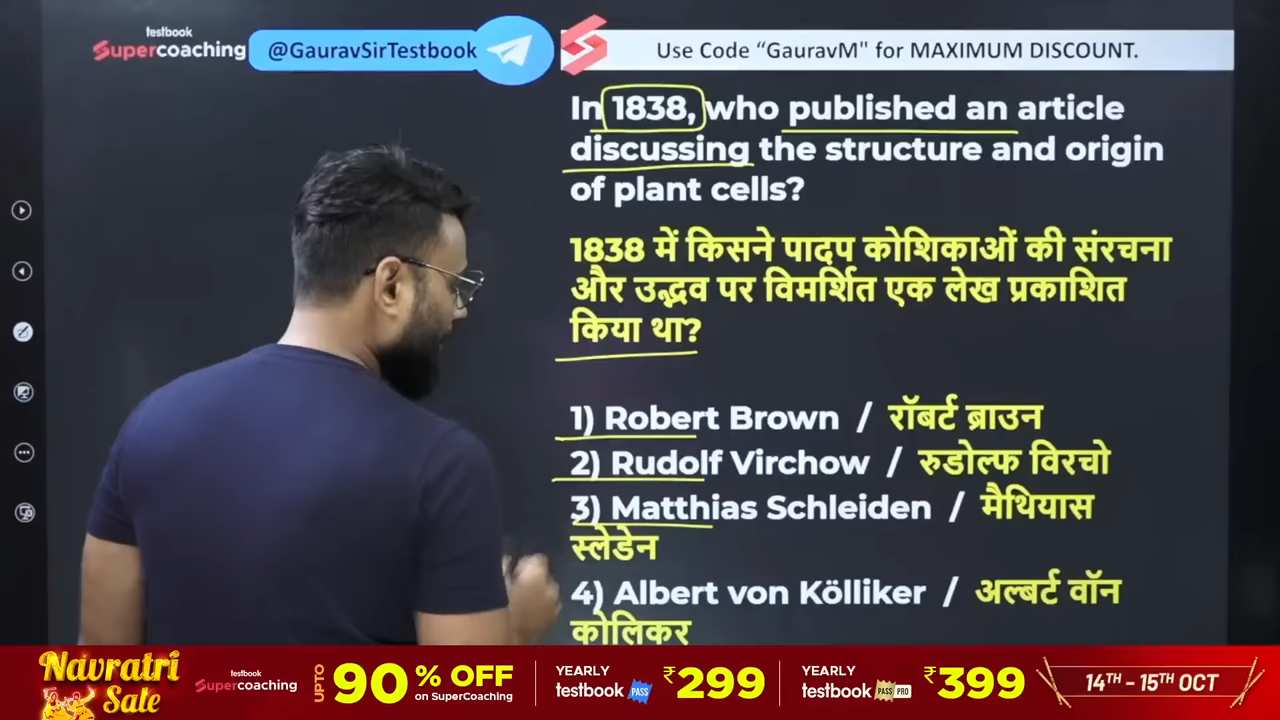 testbook
Supercoaching
@GauravSirTestbook
Use Code “GauravM" for MAXIMUM DISCOUNT.
In 1838, who published an article
discussing the structure and origin
of plant cells?
1838 में किसने पादप कोशिकाओं की संरचना
और उद्भव पर विमर्शित एक लेख प्रकाशित
किया था?
1) Robert Brown / रॉबर्ट ब्राउन
2) Rudolf Virchow / रुडोल्फ विरचो
3) Matthias Schleiden / मैथियास
स्लेडेन
4) Albert von Kölliker / अल्बर्ट वॉन
कोलिकर
Navratri
Sale
testbook
Supercoaching
UPTO
90% OFF
on SuperCoaching
YEARLY
testbook PASS
₹299
YEARLY
testbook PASS PRO
₹399
14TH - 15TH OCT